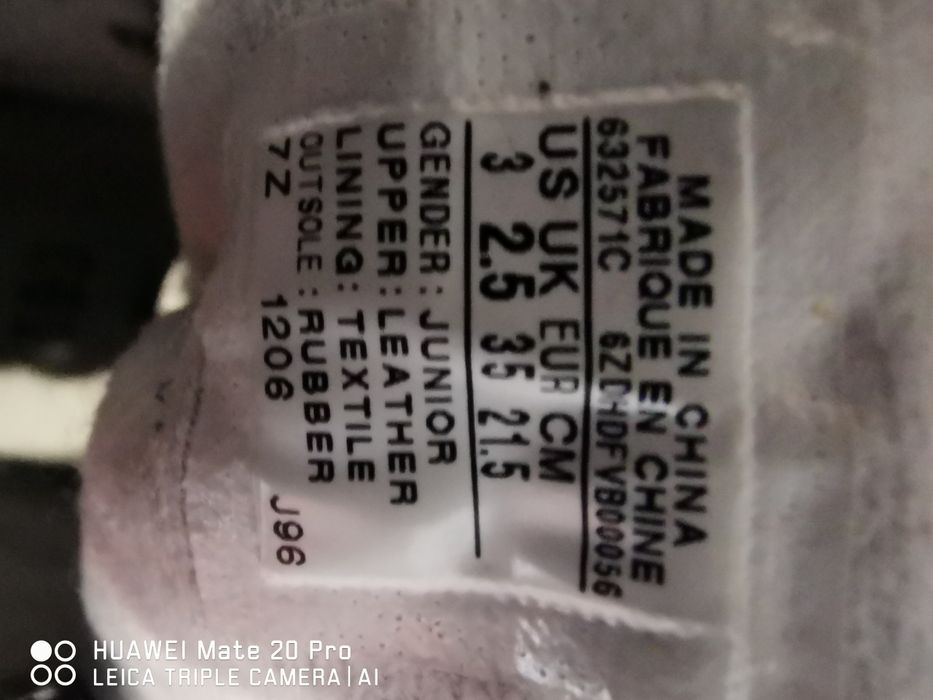 MADE IN CHINA
FABRIQUE EN CHINE
632571C 6ZDHDFVB00056
US UK EUR CM
3 2.5 35 21.5
GENDER: JUNIOR
UPPER: LEATHER
LINING: TEXTILE
OUTSOLE: RUBBER
7Z 1206 J96
HUAWEI Mate 20 Pro
LEICA TRIPLE CAMERA | AI